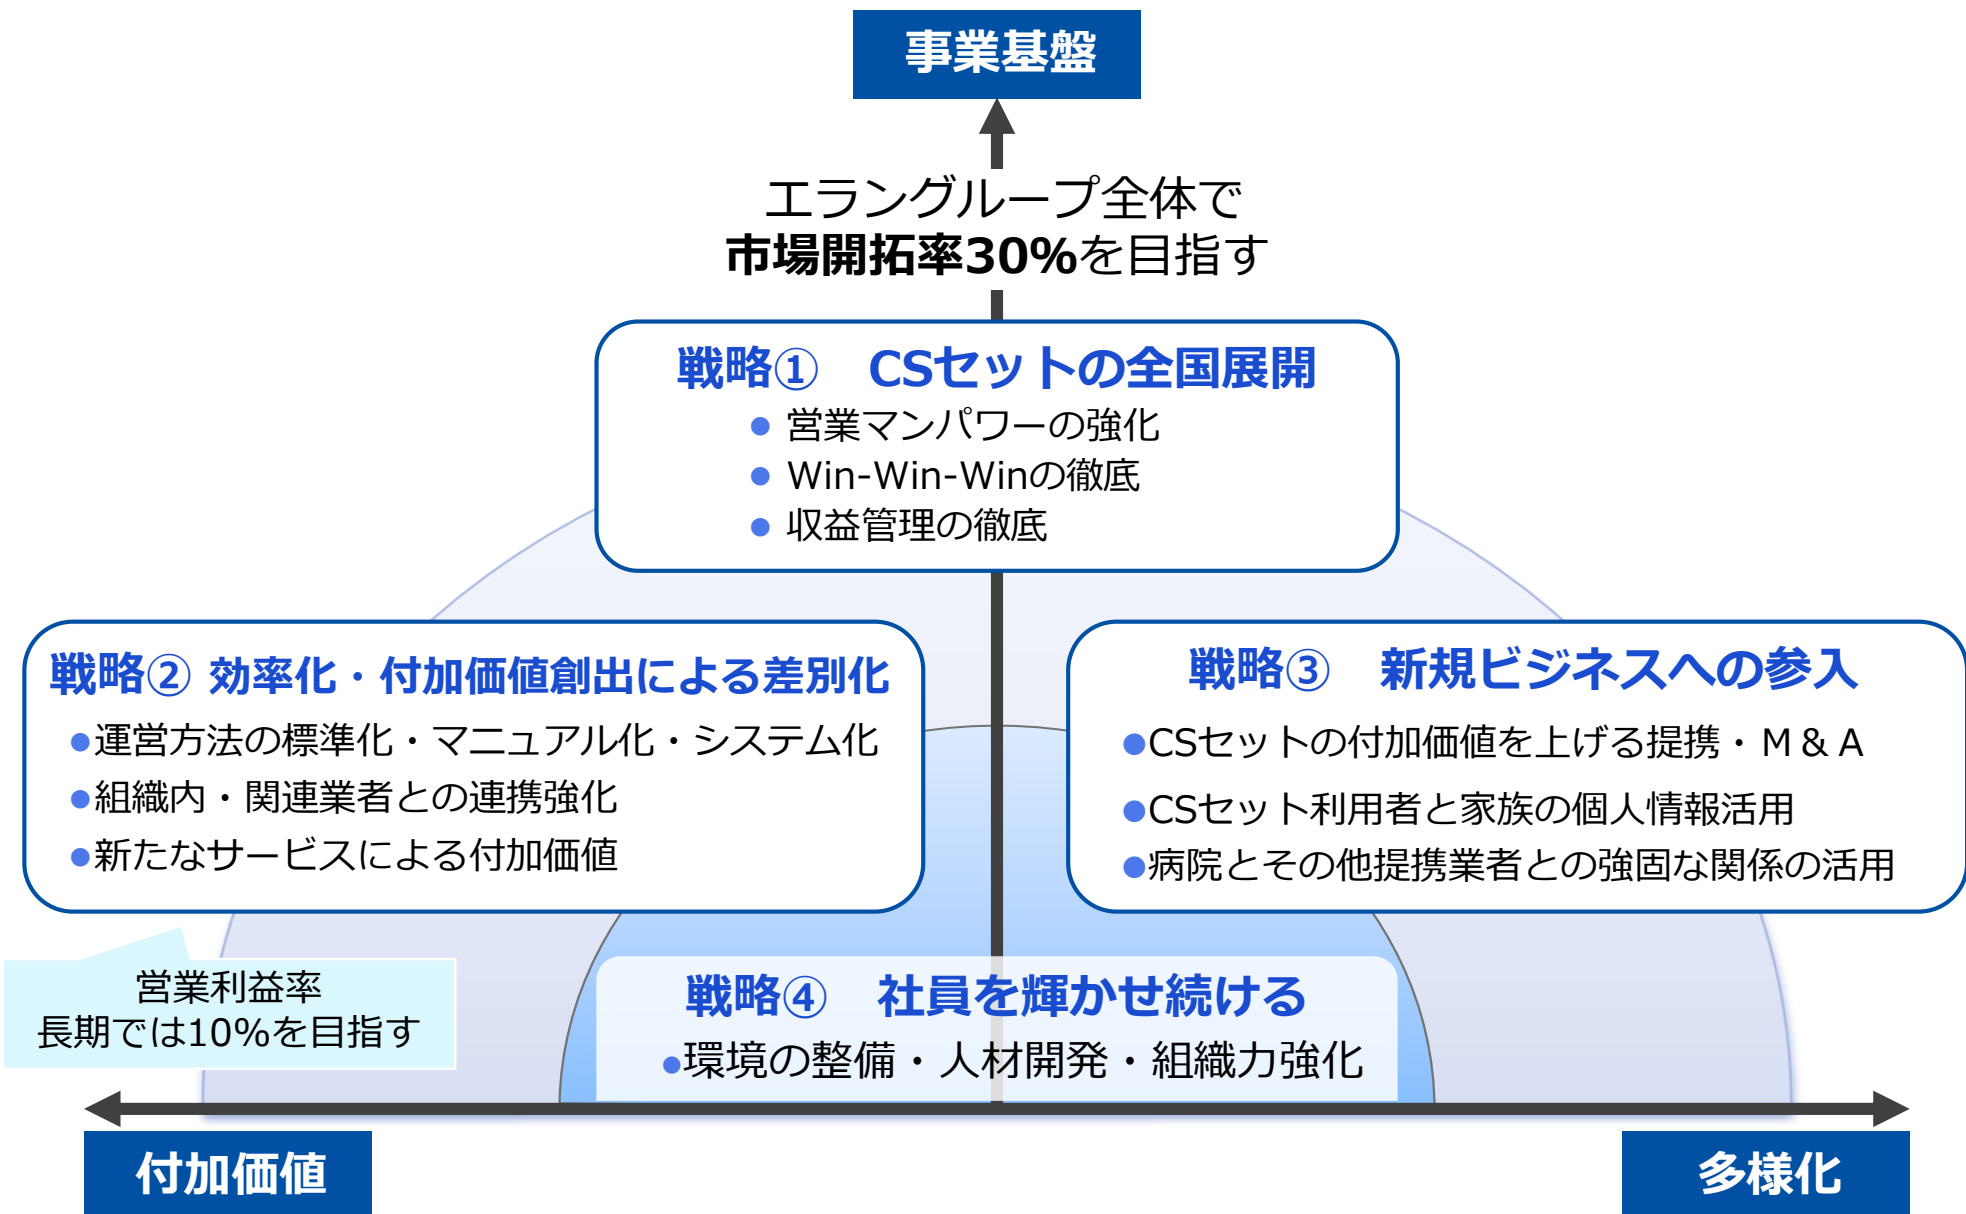 事業基盤
エラングループ全体で
市場開拓率30%を目指す
戦略① CSセットの全国展開
● 営業マンパワーの強化
● Win-Win-Winの徹底
● 収益管理の徹底
戦略② 効率化・付加価値創出による差別化
●運営方法の標準化・マニュアル化・システム化
●組織内・関連業者との連携強化
●新たなサービスによる付加価値
戦略③ 新規ビジネスへの参入
●CSセットの付加価値を上げる提携・M&A
●CSセット利用者と家族の個人情報活用
●病院とその他提携業者との強固な関係の活用
営業利益率
長期では10%を目指す
戦略④ 社員を輝かせ続ける
●環境の整備・人材開発・組織力強化
付加価値
多様化